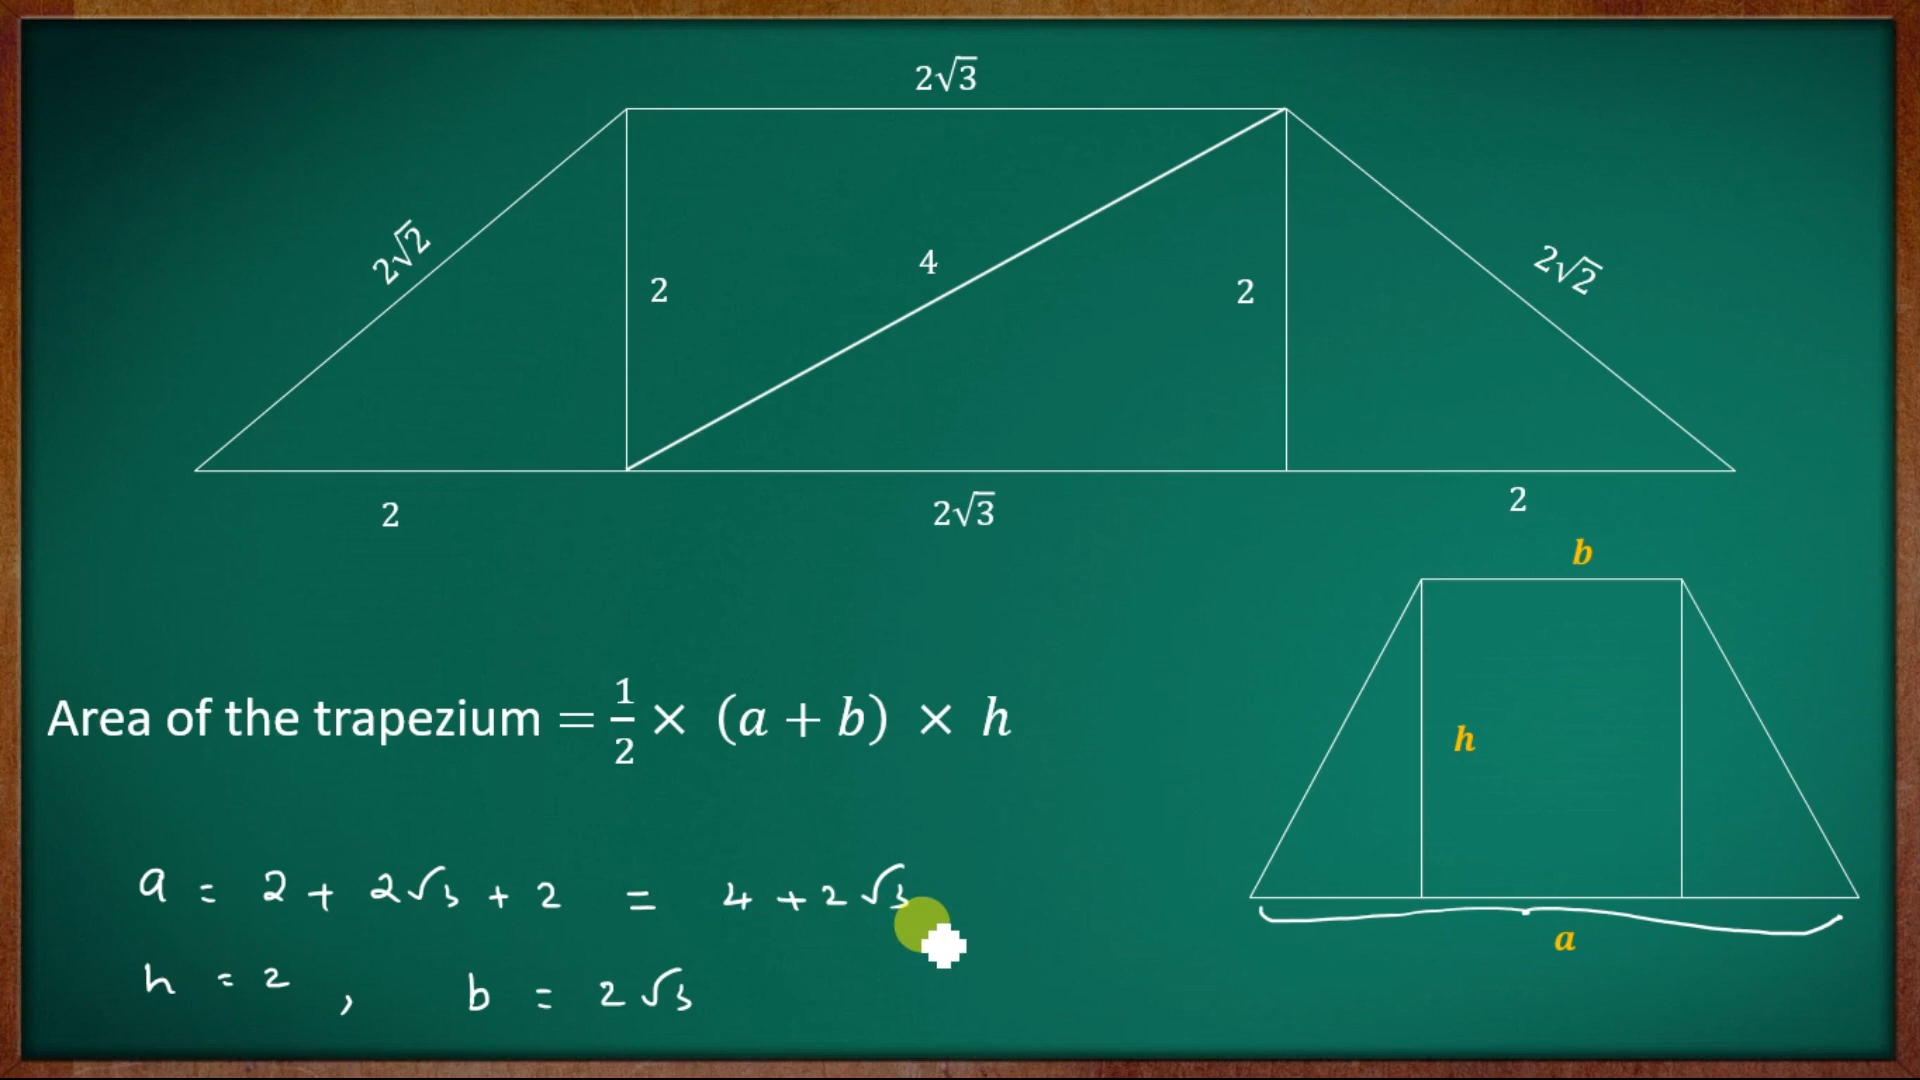 2√3
2√2
2
4
2
2√2
2
2√3
2
b
Area of the trapezium = 1/2 × (a + b) × h
h
a = 2 + 2√3 + 2 = 4 + 2√3
a
h = 2 , b = 2√3